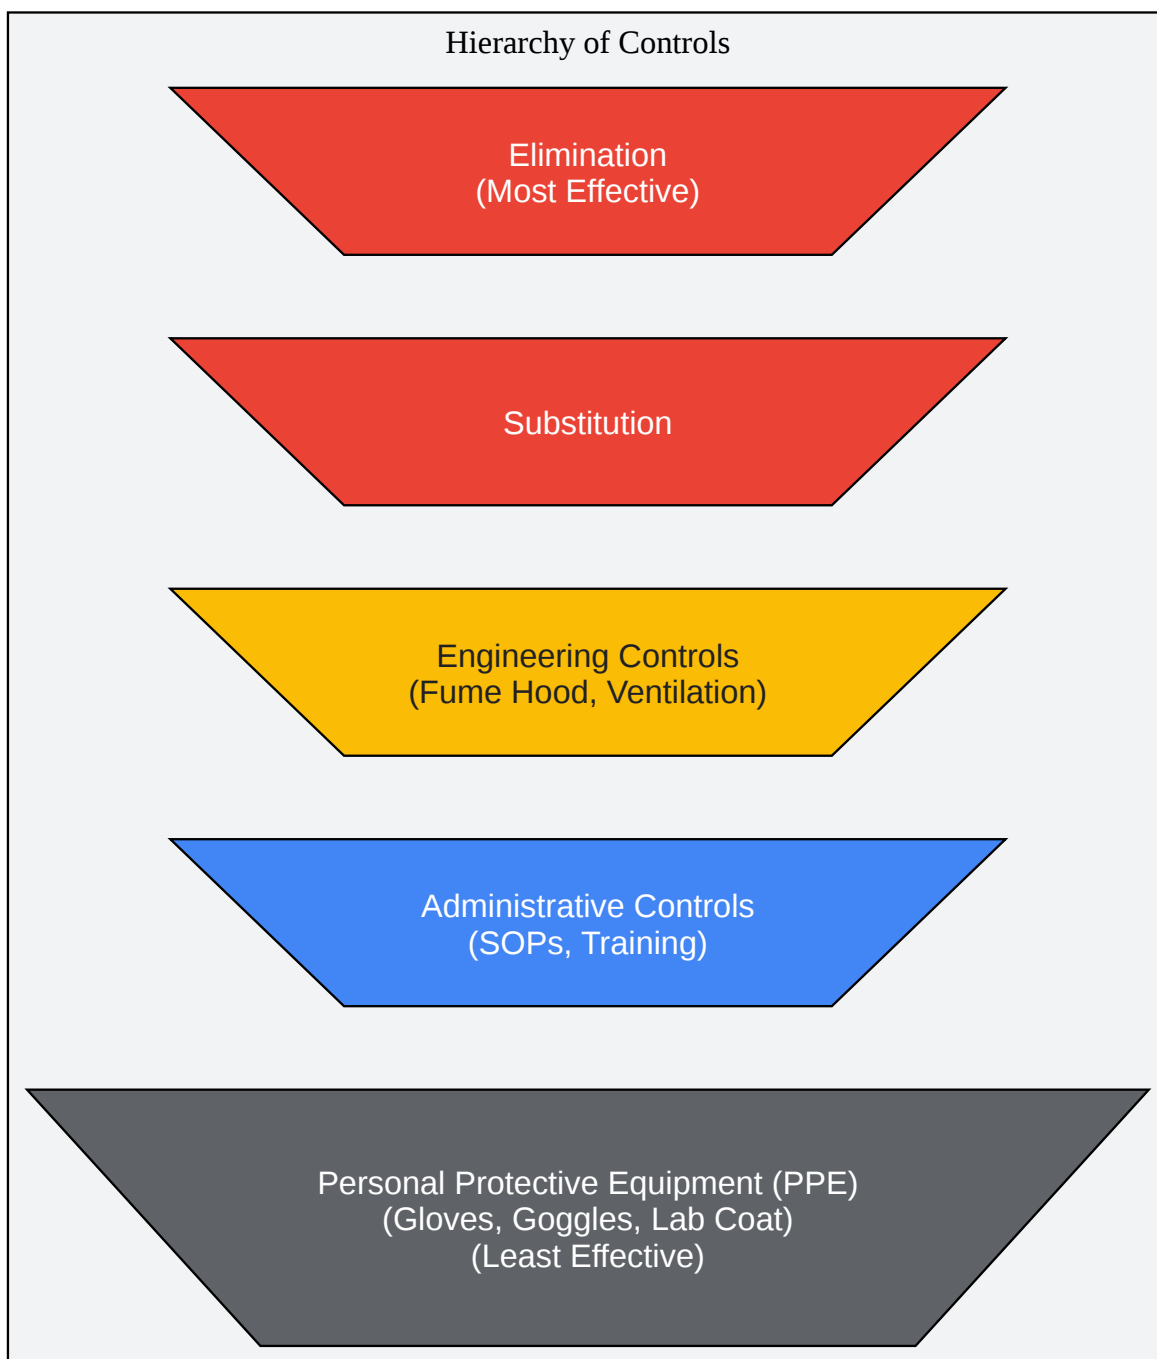 Hierarchy of Controls
Elimination
(Most Effective)
Substitution
Engineering Controls
(Fume Hood, Ventilation)
Administrative Controls
(SOPs, Training)
Personal Protective Equipment (PPE)
(Gloves, Goggles, Lab Coat)
(Least Effective)